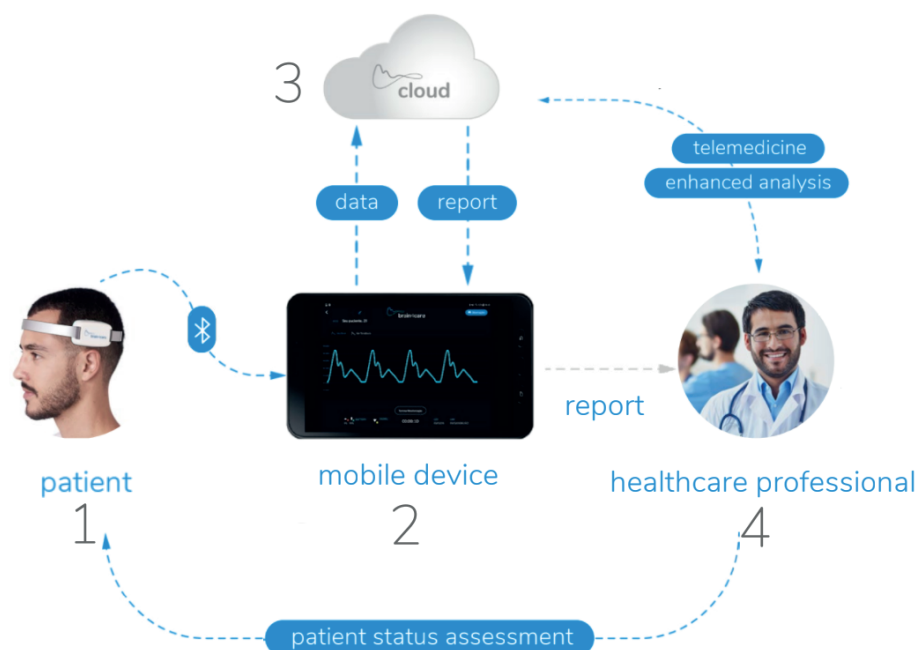 3
cloud
telemedicine
enhanced analysis
data
report
report
patient
mobile device
healthcare professional
1
2
4
patient status assessment